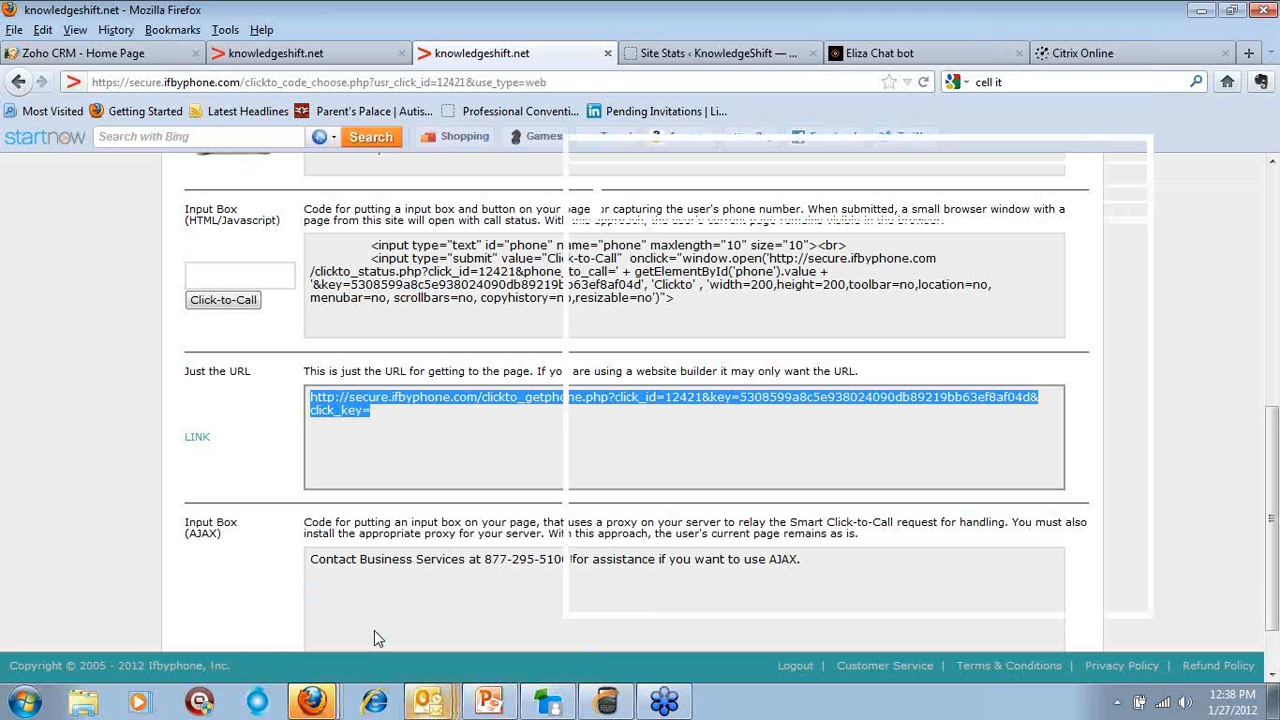 knowledgeshift.net - Mozilla Firefox
File Edit View History Bookmarks Tools Help
Zoho CRM - Home Page
knowledgeshift.net
knowledgeshift.net
Site Stats ‹ KnowledgeShift —...
Eliza Chat bot
Citrix Online
https://secure.ifbyphone.com/clickto_code_choose.php?usr_click_id=12421&use_type=web
cell it
Most Visited Getting Started Latest Headlines Parent's Palace | Autis... Professional Conventi... Pending Invitations | Li...
startnow Search with Bing Search Shopping Games
Input Box
(HTML/Javascript)
Code for putting a input box and button on your page for capturing the user's phone number. When submitted, a small browser window with a
page from this site will open with call status. With this approach, the user's current page remains visible in the browser.
<input type="text" id="phone" name="phone" maxlength="10" size="10"><br>
<input type="submit" value="Click-to-Call" onclick="window.open('http://secure.ifbyphone.com
/clickto_status.php?click_id=12421&phone_to_call=' + getElementById('phone').value +
'&key=5308599a8c5e938024090db89219bb63ef8af04d', 'Clickto' , 'width=200,height=200,toolbar=no,location=no,
menubar=no, scrollbars=no, copyhistory=no,resizable=no')">
Click-to-Call
Just the URL
This is just the URL for getting to the page. If you are using a website builder it may only want the URL.
http://secure.ifbyphone.com/clickto_getphone.php?click_id=12421&key=5308599a8c5e938024090db89219bb63ef8af04d&
click_key=
LINK
Input Box
(AJAX)
Code for putting an input box on your page, that uses a proxy on your server to relay the Smart Click-to-Call request for handling. You must also
install the appropriate proxy for your server. With this approach, the user's current page remains as is.
Contact Business Services at 877-295-5100 for assistance if you want to use AJAX.
Copyright © 2005 - 2012 Ifbyphone, Inc.
Logout | Customer Service | Terms & Conditions | Privacy Policy | Refund Policy
12:38 PM
1/27/2012